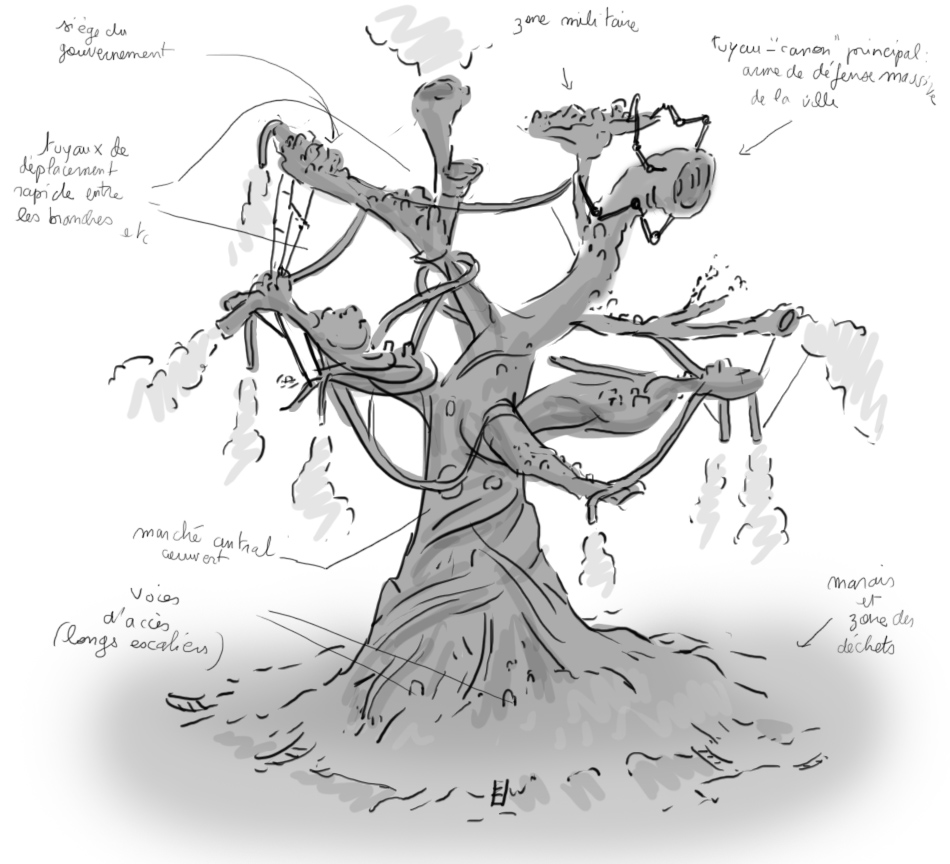 siège du
gouvernement
zone militaire
tuyau-"canon" principal :
arme de défense massive
de la ville
tuyaux de
déplacement
rapide entre
les branches
etc
marché central
couvert
voies
d'accès
(longs escaliers)
marais
et
zone des
déchets